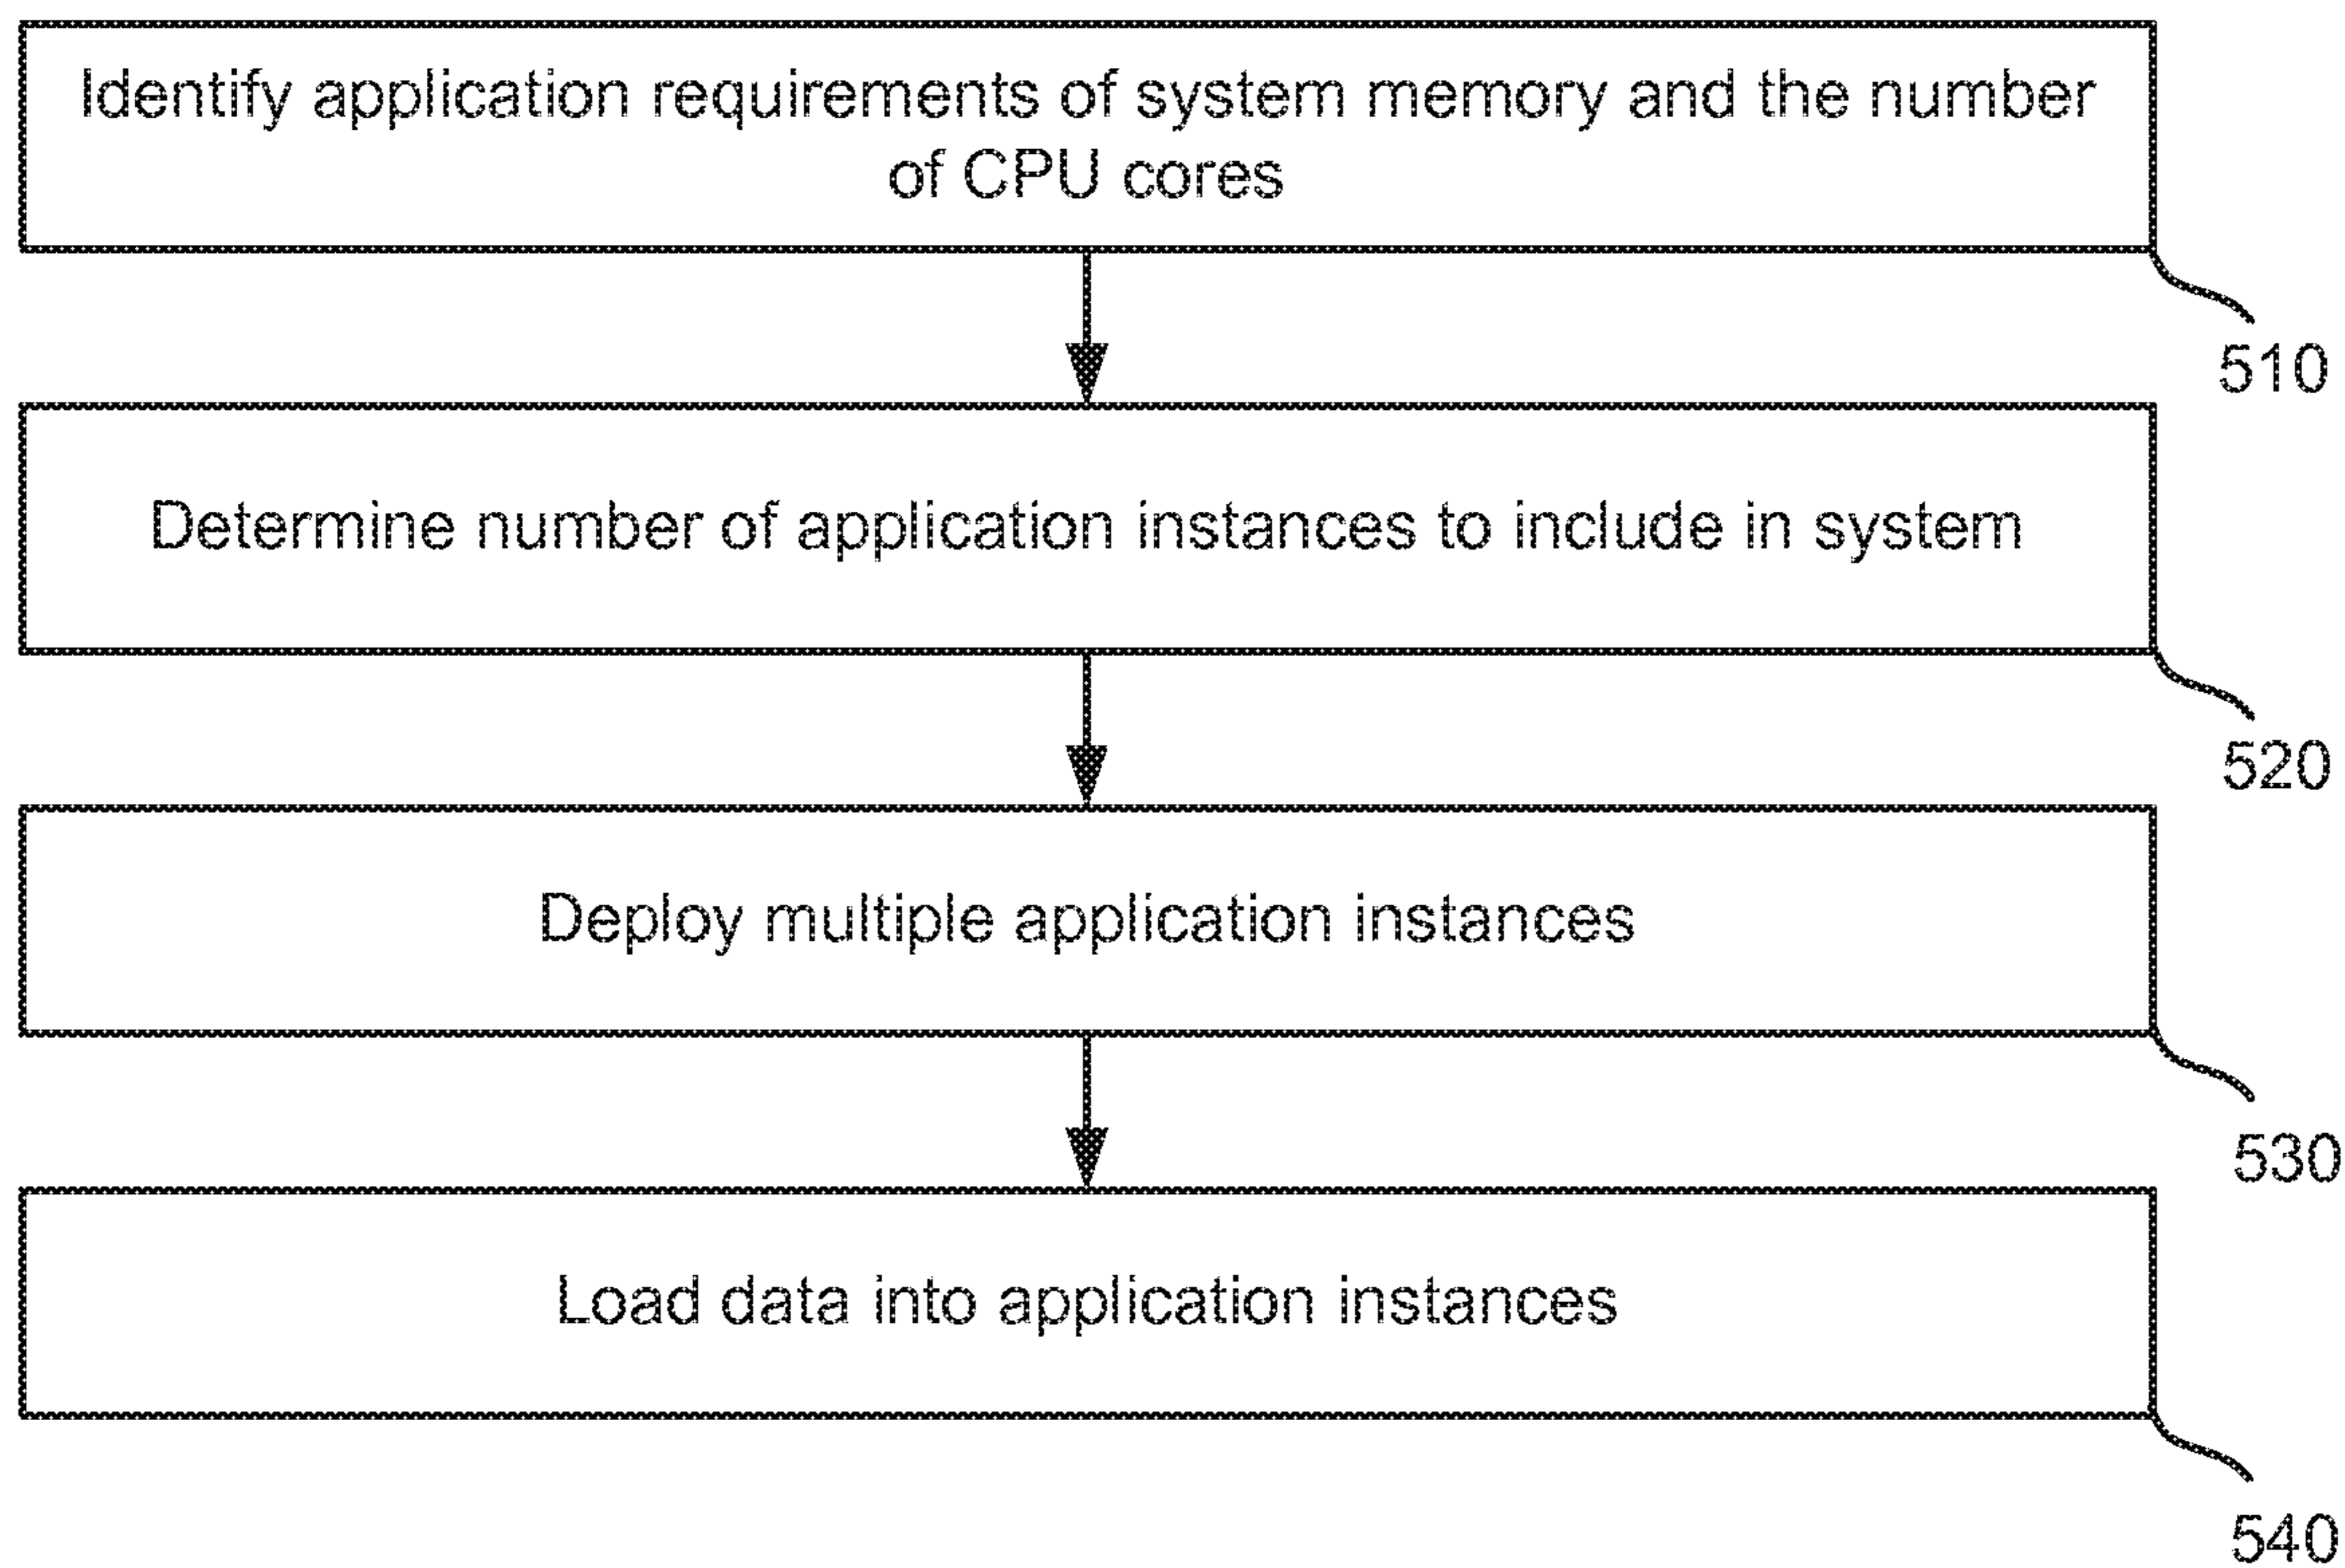 Identify application requirements of system memory and the number
of CPU cores
510
Determine number of application instances to include in system
520
Deploy multiple application instances
530
Load data into application instances
540